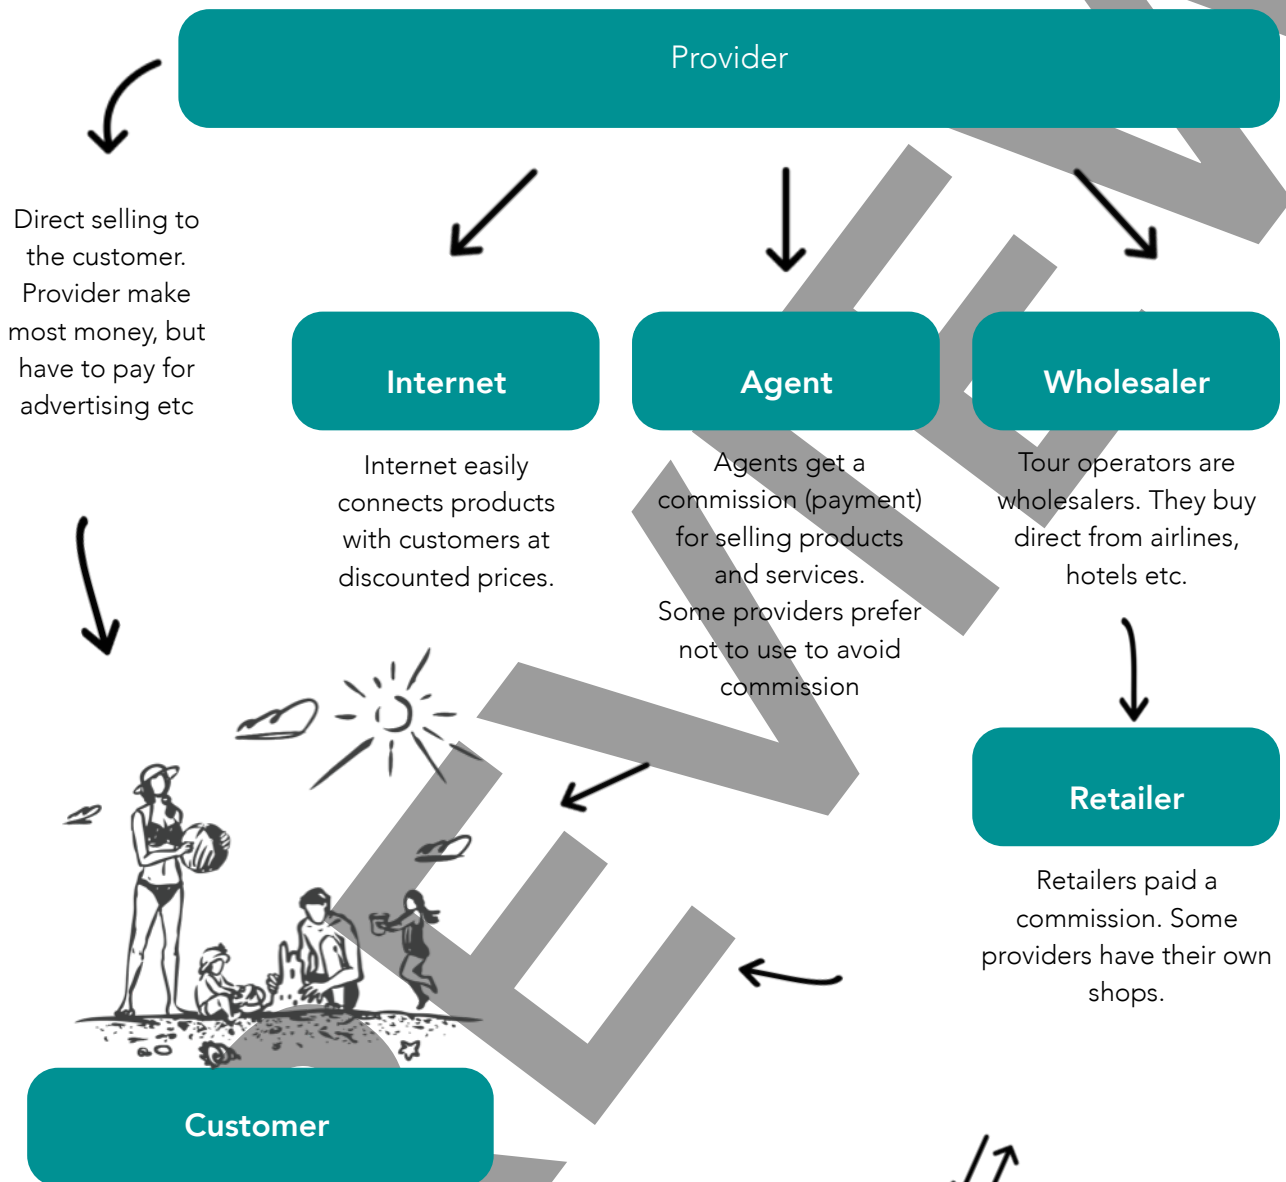 Provider
Direct selling to
the customer.
Provider make
most money, but
have to pay for
advertising etc
Internet
Internet easily
connects products
with customers at
discounted prices.
Agent
Agents get a
commission (payment)
for selling products
and services.
Some providers prefer
not to use to avoid
commission
Wholesaler
Tour operators are
wholesalers. They buy
direct from airlines,
hotels etc.
Retailer
Retailers paid a
commission. Some
providers have their own
shops.
Customer